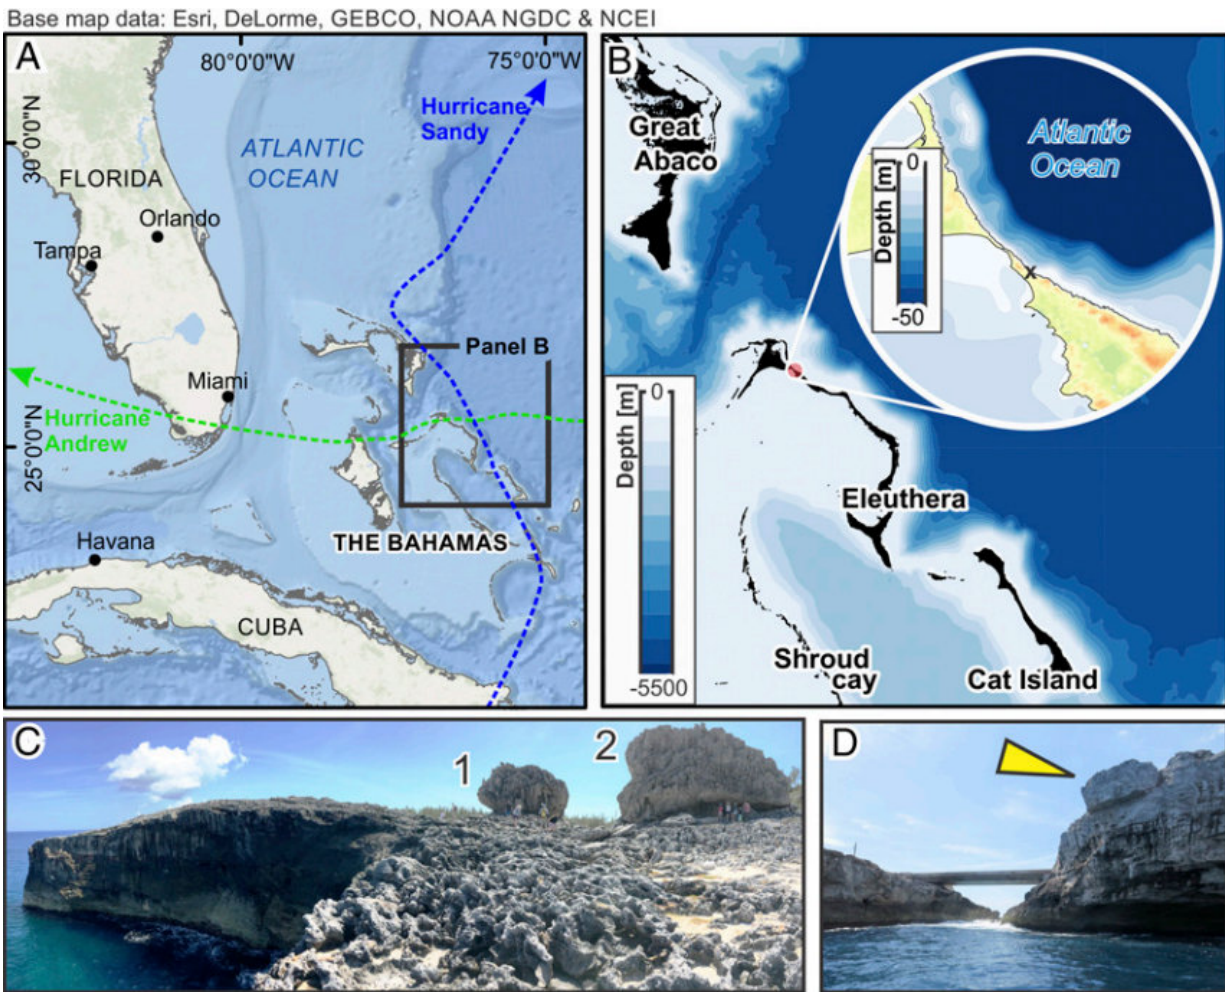 Base map data: Esri, DeLorme, GEBCO, NOAA NGDC & NCEI
A
80°0'0"W
75°0'0"W
30°0'0"N
25°0'0"N
Hurricane
Sandy
ATLANTIC
OCEAN
FLORIDA
Orlando
Tampa
Panel B
Miami
Hurricane
Andrew
THE BAHAMAS
Havana
CUBA
B
Great
Abaco
Atlantic
Ocean
Depth [m]
0
-50
x
Depth [m]
0
-5500
Eleuthera
Shroud
cay
Cat Island
C
1
2
D